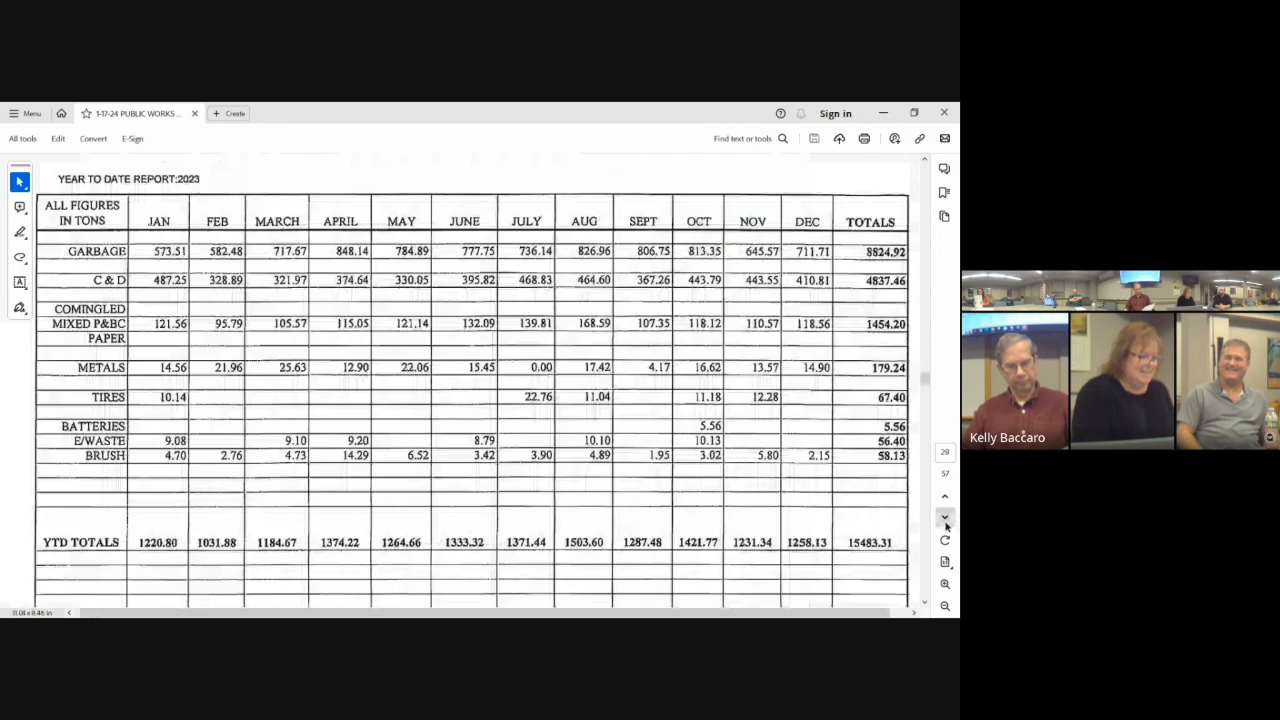 Menu
1-17-24 PUBLIC WORKS ...
Create
Sign in
All tools Edit Convert E-Sign
Find text or tools
YEAR TO DATE REPORT:2023
ALL FIGURES
IN TONS JAN FEB MARCH APRIL MAY JUNE JULY AUG SEPT OCT NOV DEC TOTALS
GARBAGE 573.51 582.48 717.67 848.14 784.89 777.75 736.14 826.96 806.75 813.35 645.57 711.71 8824.92
C & D 487.25 328.89 321.97 374.64 330.05 395.82 468.83 464.60 367.26 443.79 443.55 410.81 4837.46
COMINGLED
MIXED P&BC 121.56 95.79 105.57 115.05 121.14 132.09 139.81 168.59 107.35 118.12 110.57 118.56 1454.20
PAPER
METALS 14.56 21.96 25.63 12.90 22.06 15.45 0.00 17.42 4.17 16.62 13.57 14.90 179.24
TIRES 10.14 22.76 11.04 11.18 12.28 67.40
BATTERIES 5.56 5.56
E/WASTE 9.08 9.10 9.20 8.79 10.10 10.13 56.40
BRUSH 4.70 2.76 4.73 14.29 6.52 3.42 3.90 4.89 1.95 3.02 5.80 2.15 58.13
YTD TOTALS 1220.80 1031.88 1184.67 1374.22 1264.66 1333.32 1371.44 1503.60 1287.48 1421.77 1231.34 1258.13 15483.31
29
57
Kelly Baccaro